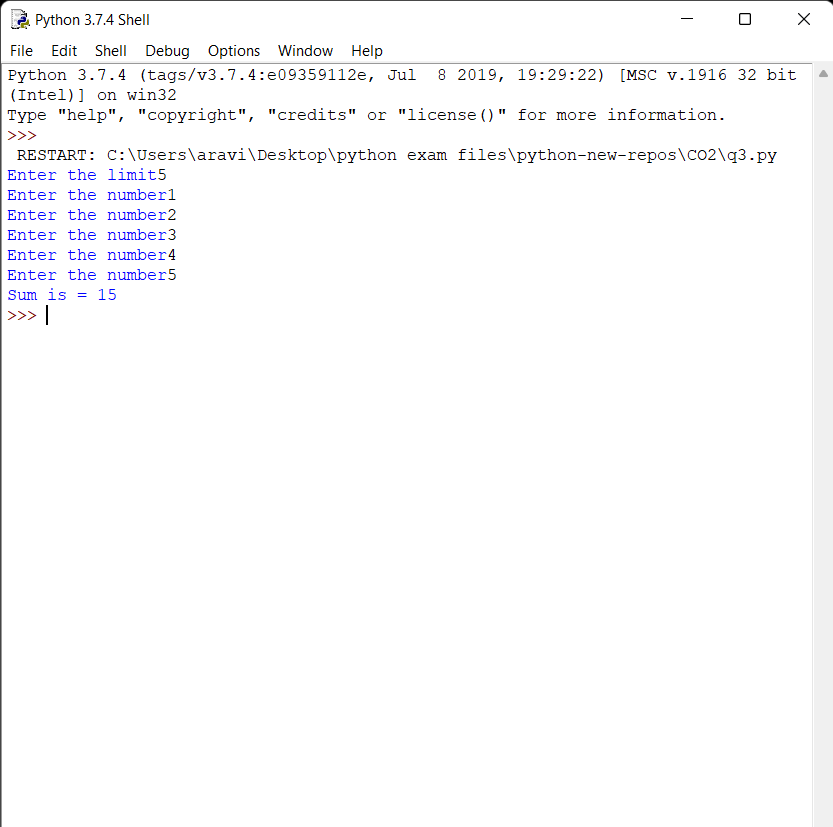 Python 3.7.4 Shell
File Edit Shell Debug Options Window Help
Python 3.7.4 (tags/v3.7.4:e09359112e, Jul  8 2019, 19:29:22) [MSC v.1916 32 bit
(Intel)] on win32
Type "help", "copyright", "credits" or "license()" for more information.
>>>
 RESTART: C:\Users\aravi\Desktop\python exam files\python-new-repos\CO2\q3.py
Enter the limit5
Enter the number1
Enter the number2
Enter the number3
Enter the number4
Enter the number5
Sum is = 15
>>>